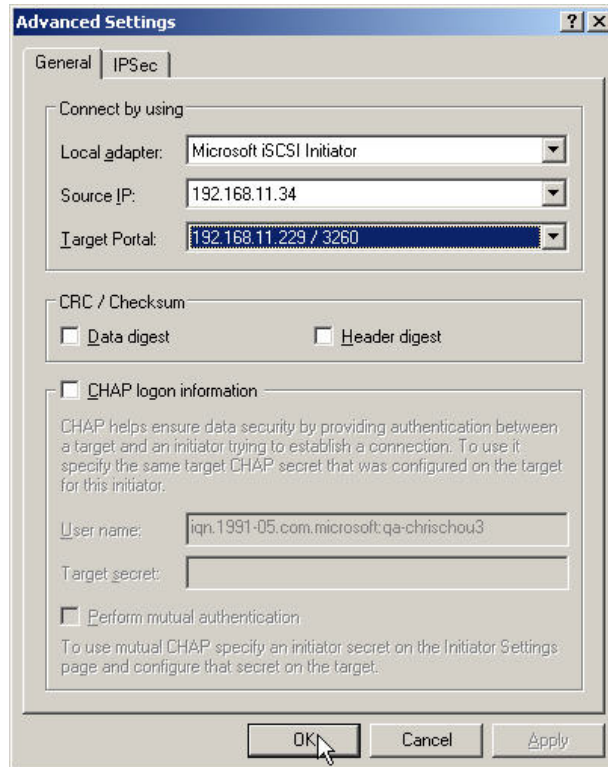 Advanced Settings
General IPSec
Connect by using
Local adapter: Microsoft iSCSI Initiator
Source IP: 192.168.11.34
Target Portal: 192.168.11.229 / 3260
CRC / Checksum
Data digest Header digest
CHAP logon information
CHAP helps ensure data security by providing authentication between
a target and an initiator trying to establish a connection. To use it
specify the same target CHAP secret that was configured on the target
for this initiator.
User name: iqn.1991-05.com.microsoft:qa-chrischou3
Target secret:
Perform mutual authentication
To use mutual CHAP specify an initiator secret on the Initiator Settings
page and configure that secret on the target.
OK Cancel Apply